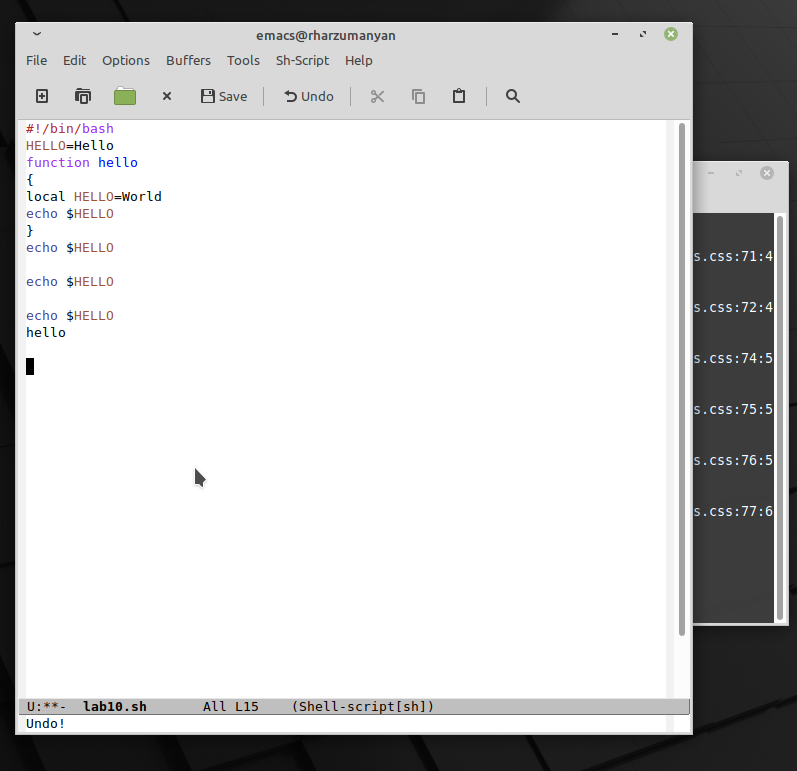 emacs@rharzumanyan
File Edit Options Buffers Tools Sh-Script Help
Save Undo
#!/bin/bash
HELLO=Hello
function hello
{
local HELLO=World
echo $HELLO
}
echo $HELLO
echo $HELLO
echo $HELLO
hello
U:**- lab10.sh All L15 (Shell-script[sh])
Undo!
s.css:71:4
s.css:72:4
s.css:74:5
s.css:75:5
s.css:76:5
s.css:77:6